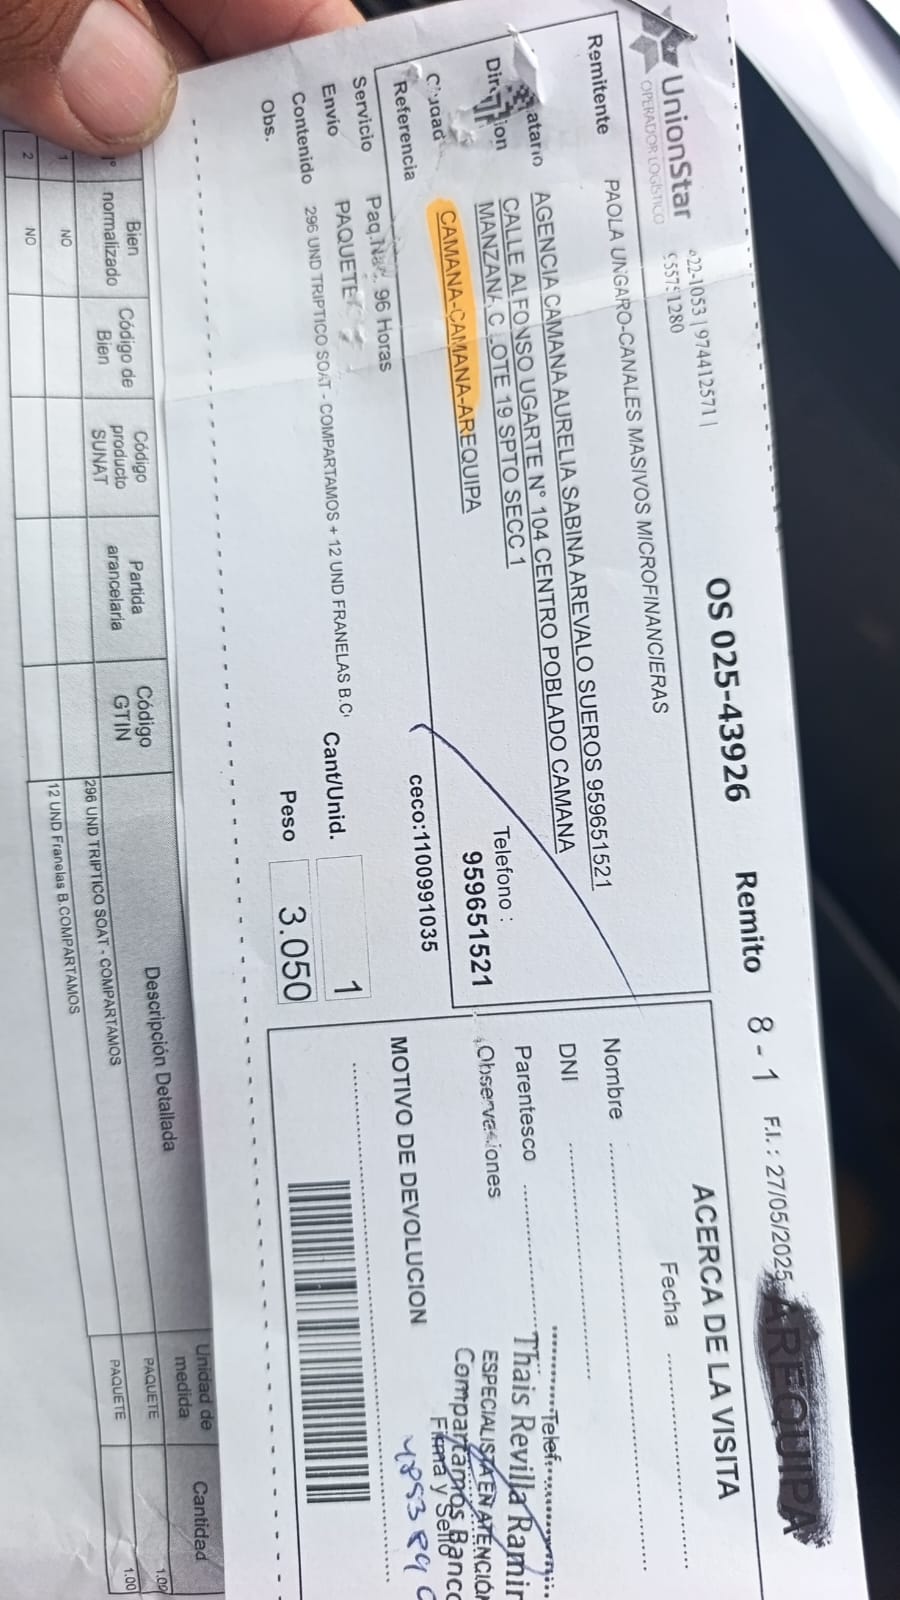 UnionStar
OPERADOR LOGÍSTICO
622-1053 | 974412571 |
OS 025-43926 Remito 8 - 1 F.I. : 27/05/2025 AREQUIPA
Remitente PAOLA UNGARO-CANALES MASIVOS MICROFINANCIERAS
AGENCIA CAMANA AURELIA SABINA AREVALO SUEROS 959651521
CALLE ALFONSO UGARTE N° 104 CENTRO POBLADO CAMANA
MANZANA C LOTE 19 SPTO SECC 1
Telefono :
959651521
Ciudad CAMANA-CAMANA-AREQUIPA
Referencia
ceco:1100991035
Servicio 96 Horas
Envío PAQUETE
Cant/Unid. 1
Contenido 296 UND TRIPTICO SOAT - COMPARTAMOS + 12 UND FRANELAS B.C
Peso 3.050
Obs.
ACERCA DE LA VISITA
Fecha
Nombre
DNI
Parentesco
Telef.
Observaciones
Thais Revilla Ramir
ESPECIALISTA EN ATENCIÓN
Compartamos Banco
Firma y Sello
MOTIVO DE DEVOLUCION
N° Bien normalizado Código de Bien Código producto SUNAT Partida arancelaria Código GTIN Descripción Detallada Unidad de medida Cantidad
1 NO 296 UND TRIPTICO SOAT - COMPARTAMOS PAQUETE 1.00
2 NO 12 UND Franelas B.COMPARTAMOS PAQUETE 1.00